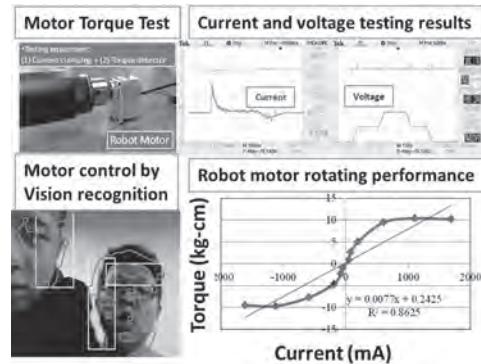 Motor Torque Test
Current and voltage testing results
Testing
(1) Current clamping + (2) Torque detector
Robot Motor
Tek
Current
Tek
Voltage
Motor control by
Vision recognition
Robot motor rotating performance
Torque (kg-cm)
15
10
5
0
-5
-10
-15
-1000
0
1000
2000
y = 0.0077x + 0.2425
R² = 0.8625
Current (mA)